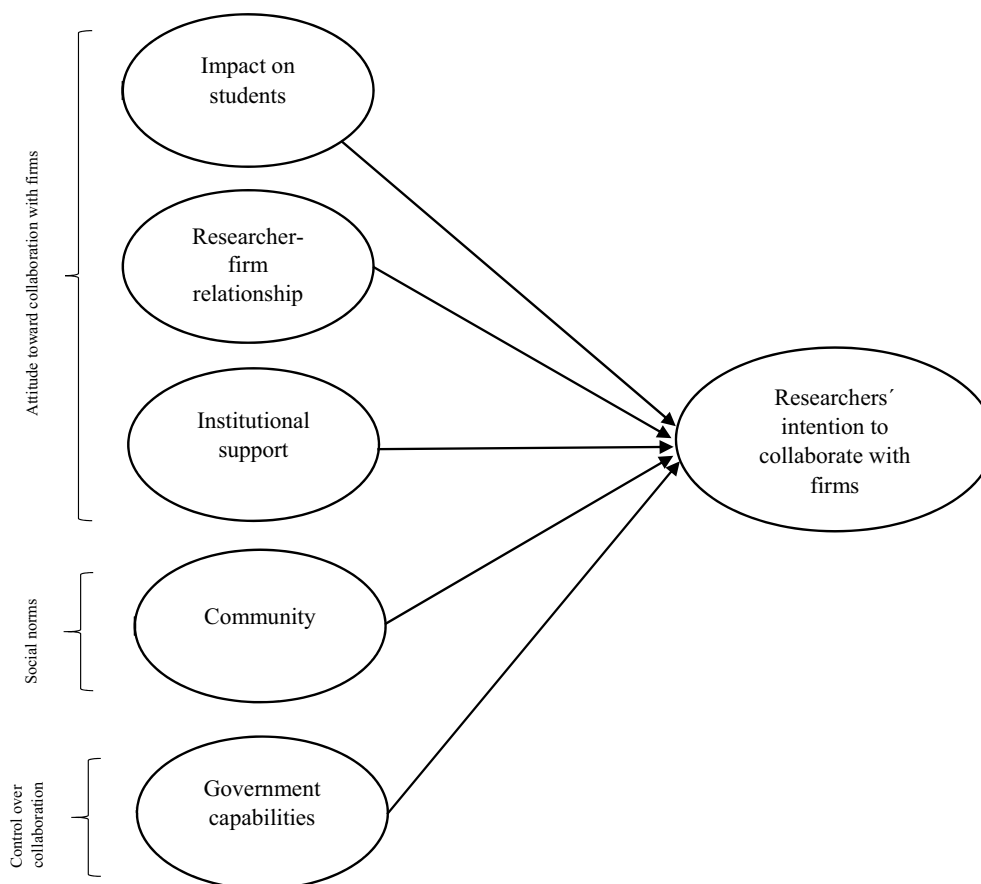 Attitude toward collaboration with firms
Impact on
students
Researcher-
firm
relationship
Institutional
support
Social norms
Community
Control over
collaboration
Government
capabilities
Researchers´
intention to
collaborate with
firms